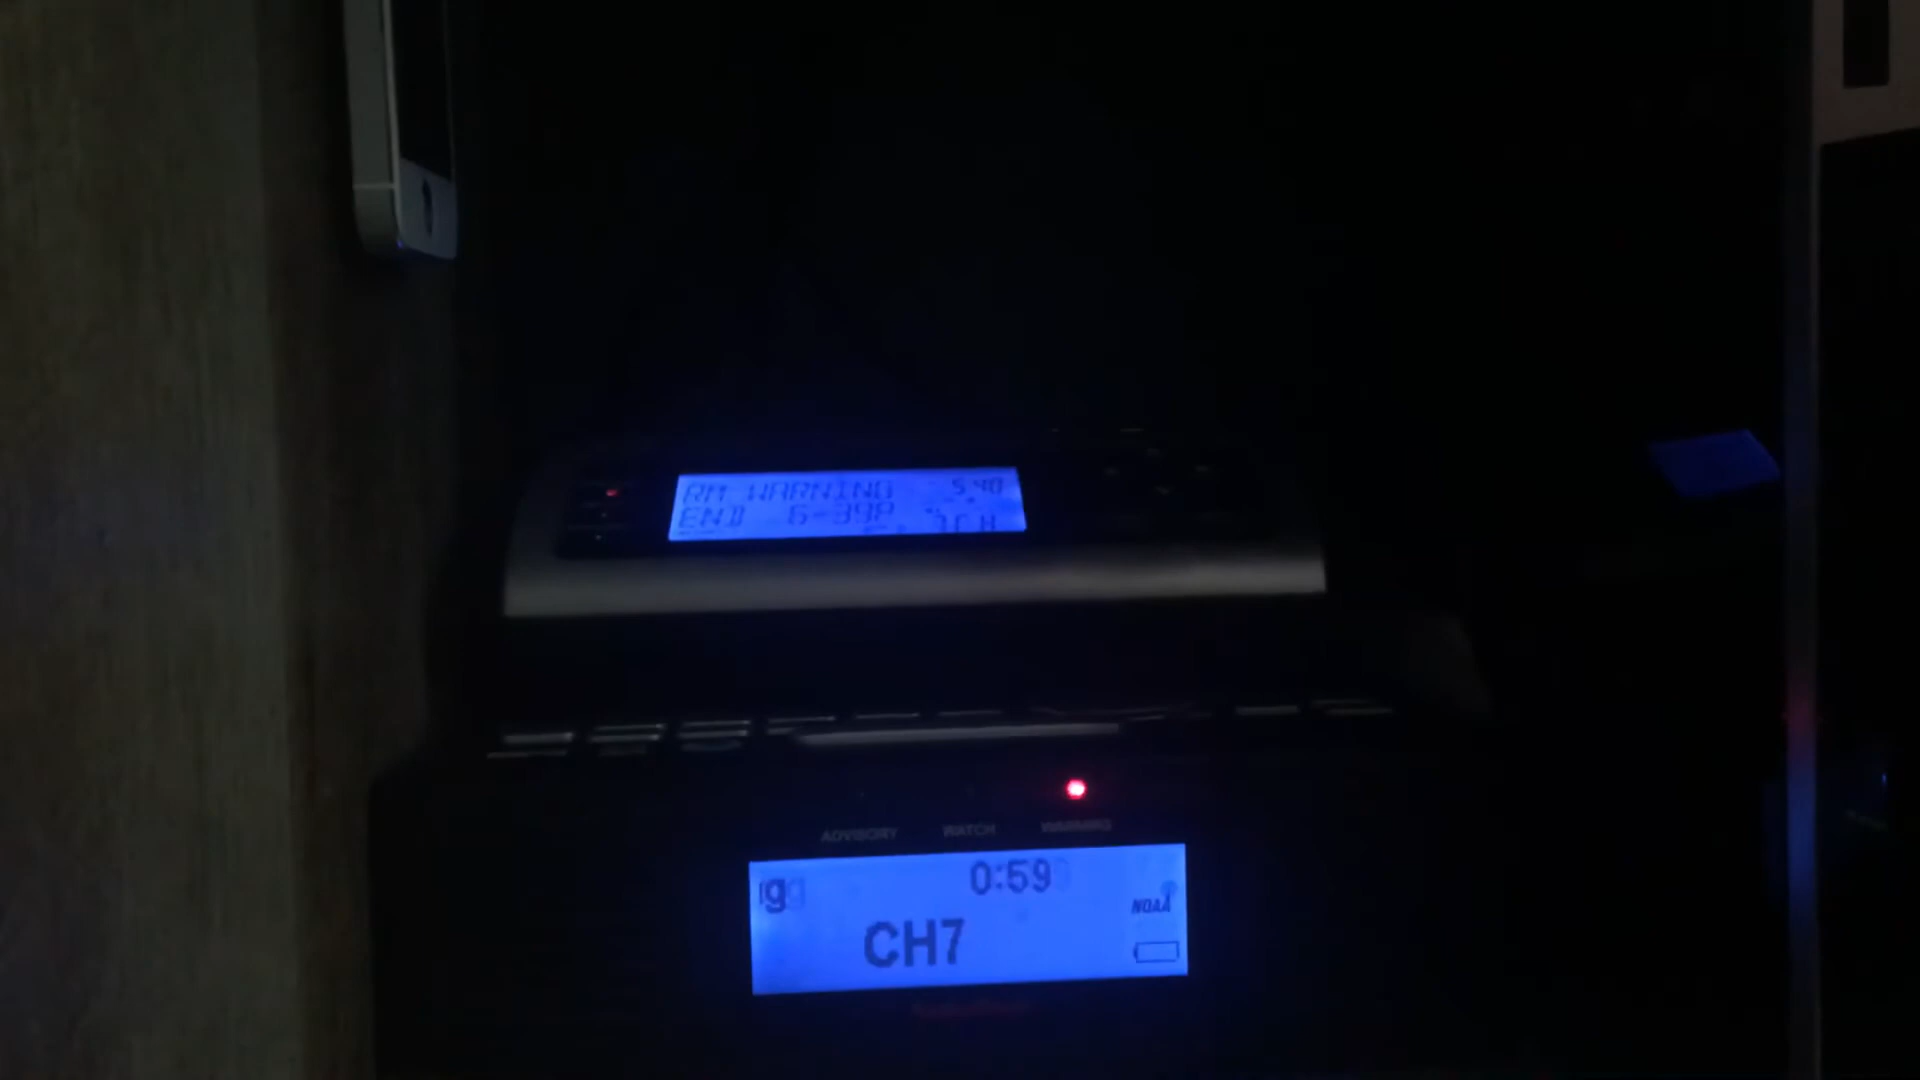 RM WARNING 5:40
END 6-39P
ADVISORY WATCH WARNING
0:59
NOAA
CH7